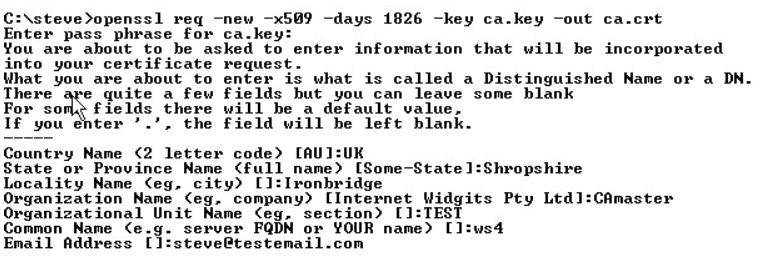 C:\steve>openssl req -new -x509 -days 1826 -key ca.key -out ca.crt
Enter pass phrase for ca.key:
You are about to be asked to enter information that will be incorporated
into your certificate request.
What you are about to enter is what is called a Distinguished Name or a DN.
There are quite a few fields but you can leave some blank
For some fields there will be a default value,
If you enter '.', the field will be left blank.
-----
Country Name (2 letter code) [AU]:UK
State or Province Name (full name) [Some-State]:Shropshire
Locality Name (eg, city) []:Ironbridge
Organization Name (eg, company) [Internet Widgits Pty Ltd]:CAmaster
Organizational Unit Name (eg, section) []:TEST
Common Name (e.g. server FQDN or YOUR name) []:ws4
Email Address []:steve@testemail.com